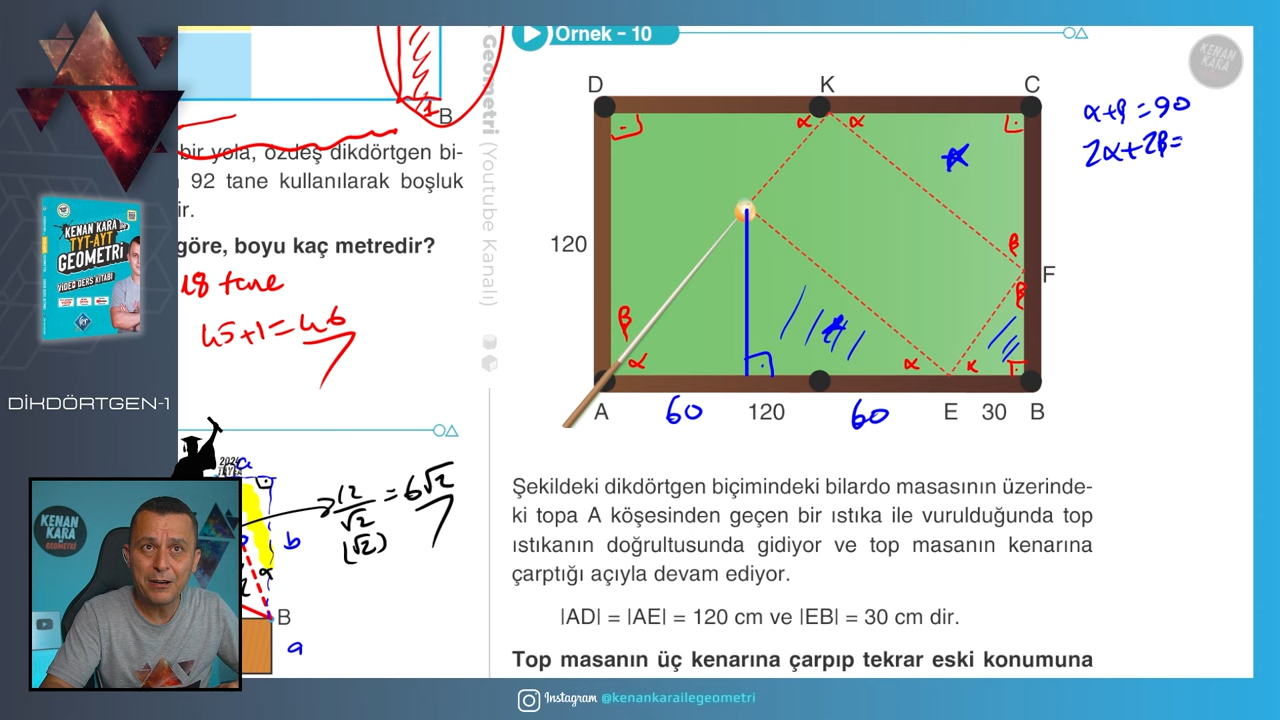 B
bir yola, özdeş dikdörtgen bi-
92 tane kullanılarak boşluk
ir.
göre, boyu kaç metredir?
18 tane
45+1=46
KENAN KARA
TYT-AYT
GEOMETRİ
VİDEO DERS KİTABI
DİKDÖRTGEN-1
a
12
√2
(√2)
= 6√2
b
B
a
KENAN KARA
GEOMETRİ
Geometri (Youtube Kanalı)
Örnek - 10
KENAN
KARA
D
K
C
α+β=90
2α+2β=
α
α
120
β
F
β
β
α
α
α
A
60
120
60
E
30
B
Şekildeki dikdörtgen biçimindeki bilardo masasının üzerinde-
ki topa A köşesinden geçen bir ıstıka ile vurulduğunda top
ıstıkanın doğrultusunda gidiyor ve top masanın kenarına
çarptığı açıyla devam ediyor.
|AD| = |AE| = 120 cm ve |EB| = 30 cm dir.
Top masanın üç kenarına çarpıp tekrar eski konumuna
Instagram @kenankarailegeometri